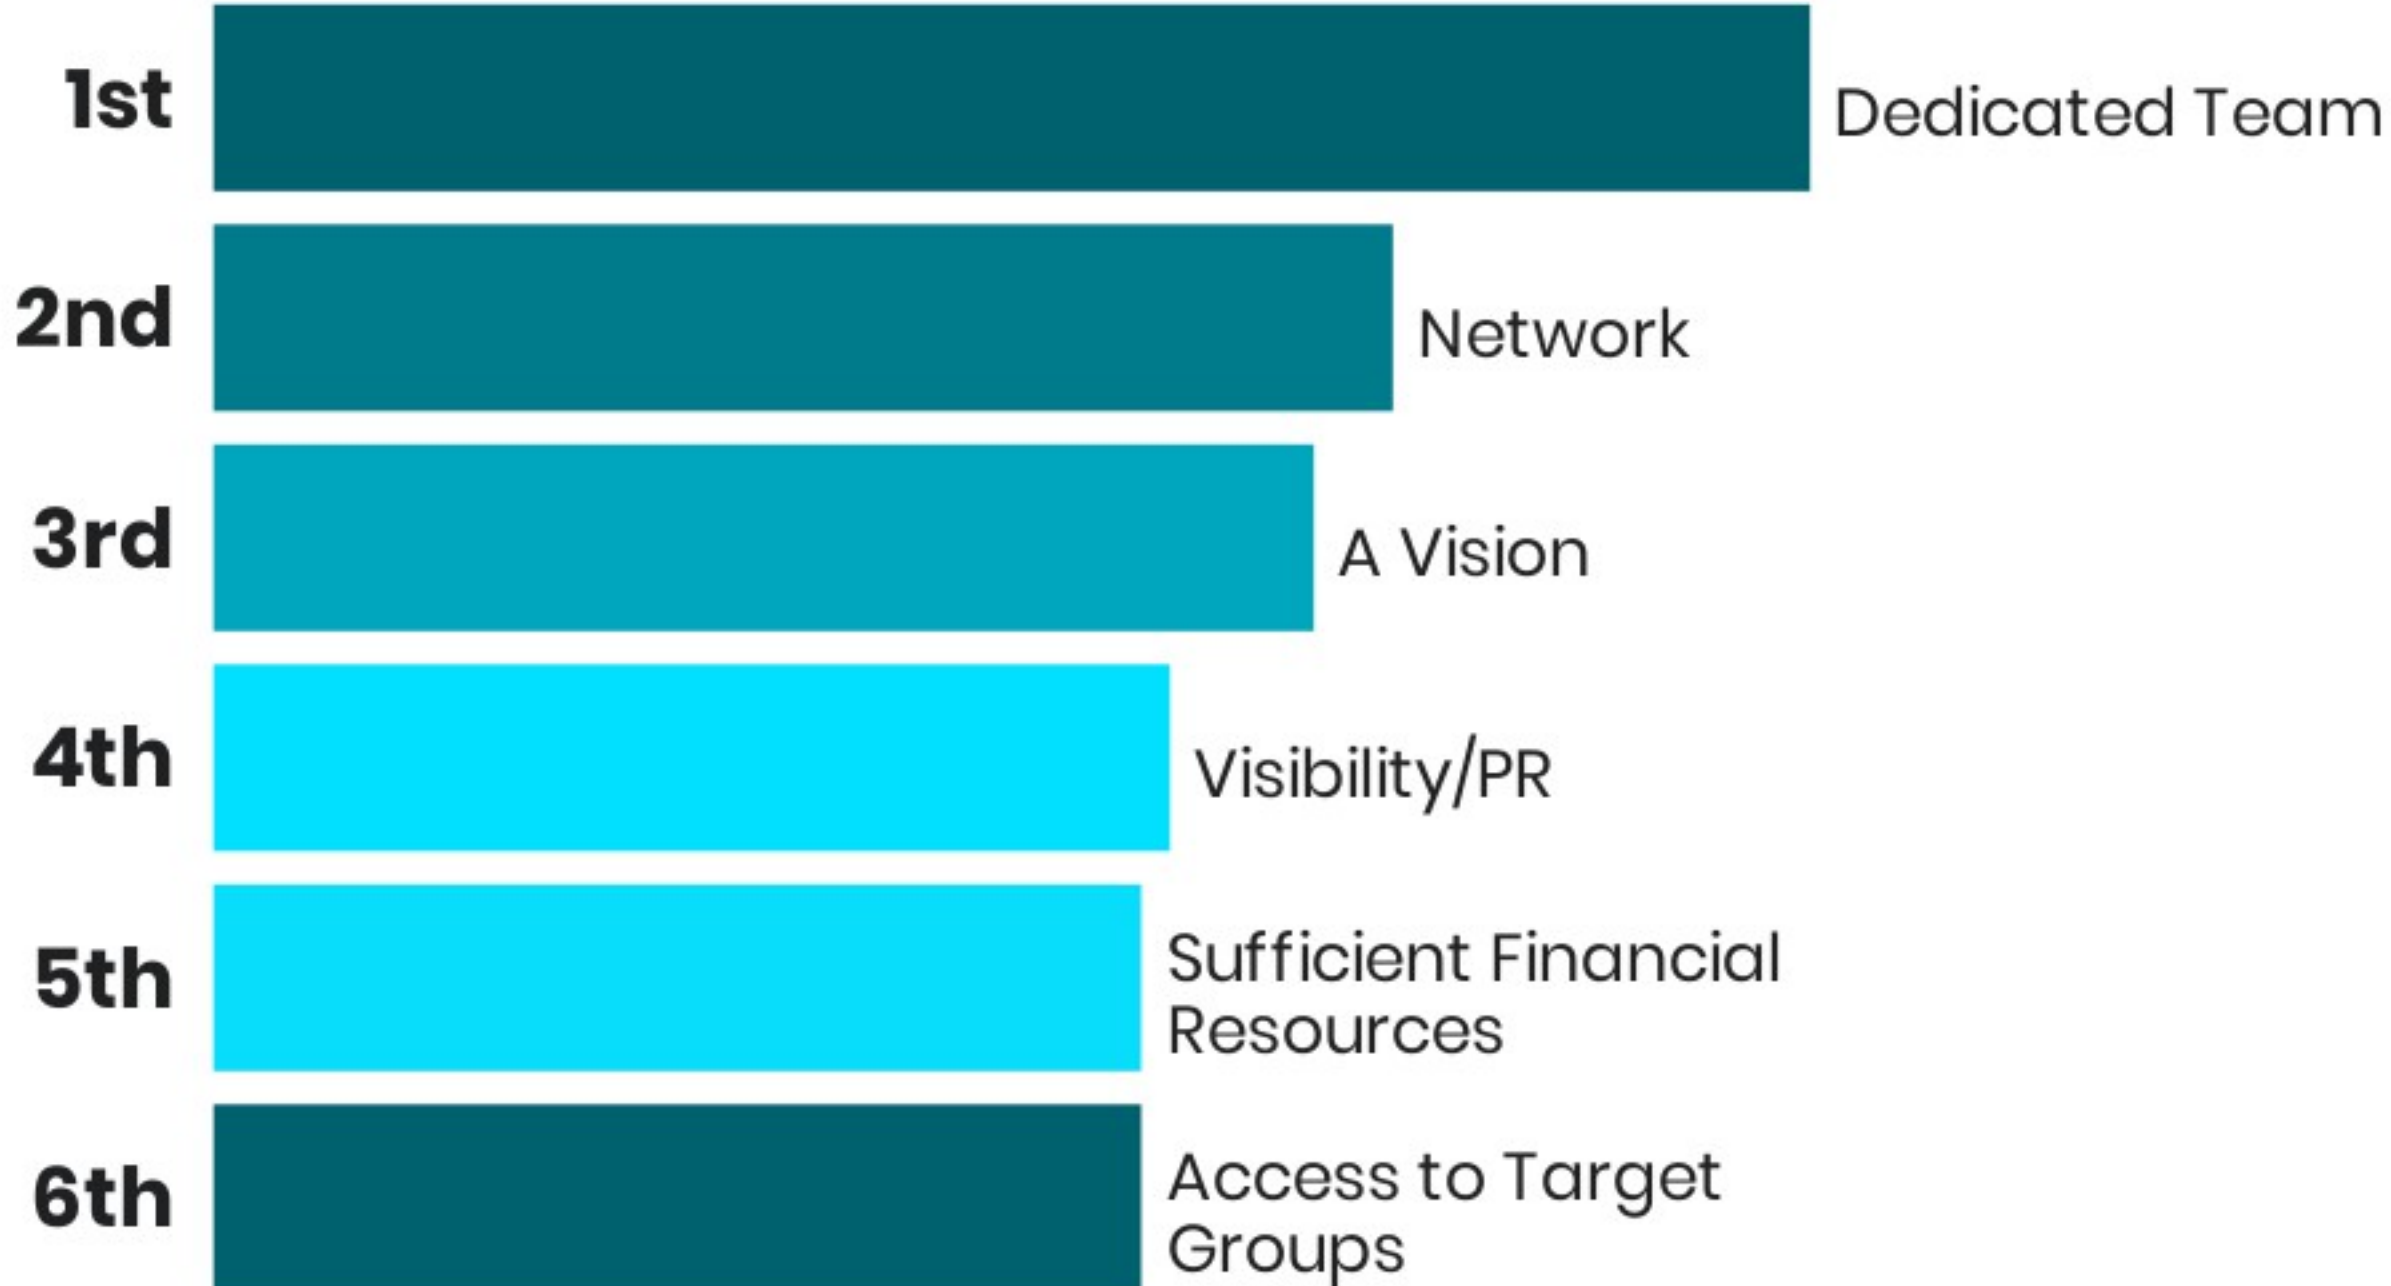 1st
Dedicated Team
2nd
Network
3rd
A Vision
4th
Visibility/PR
5th
Sufficient Financial
Resources
6th
Access to Target
Groups